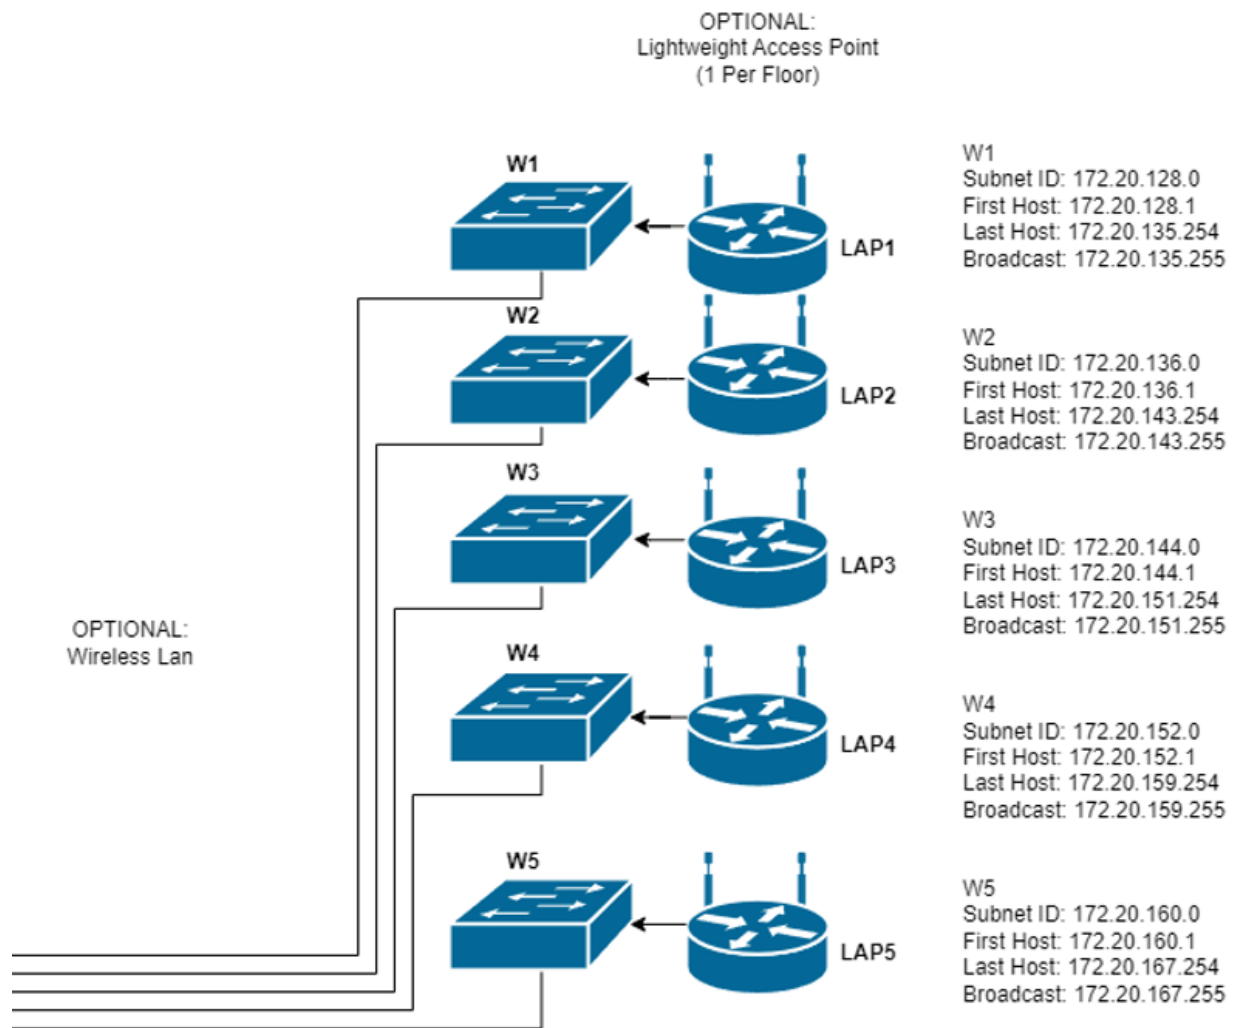 OPTIONAL:
Lightweight Access Point
(1 Per Floor)
W1
LAP1
W1
Subnet ID: 172.20.128.0
First Host: 172.20.128.1
Last Host: 172.20.135.254
Broadcast: 172.20.135.255
W2
LAP2
W2
Subnet ID: 172.20.136.0
First Host: 172.20.136.1
Last Host: 172.20.143.254
Broadcast: 172.20.143.255
W3
LAP3
W3
Subnet ID: 172.20.144.0
First Host: 172.20.144.1
Last Host: 172.20.151.254
Broadcast: 172.20.151.255
OPTIONAL:
Wireless Lan
W4
LAP4
W4
Subnet ID: 172.20.152.0
First Host: 172.20.152.1
Last Host: 172.20.159.254
Broadcast: 172.20.159.255
W5
LAP5
W5
Subnet ID: 172.20.160.0
First Host: 172.20.160.1
Last Host: 172.20.167.254
Broadcast: 172.20.167.255